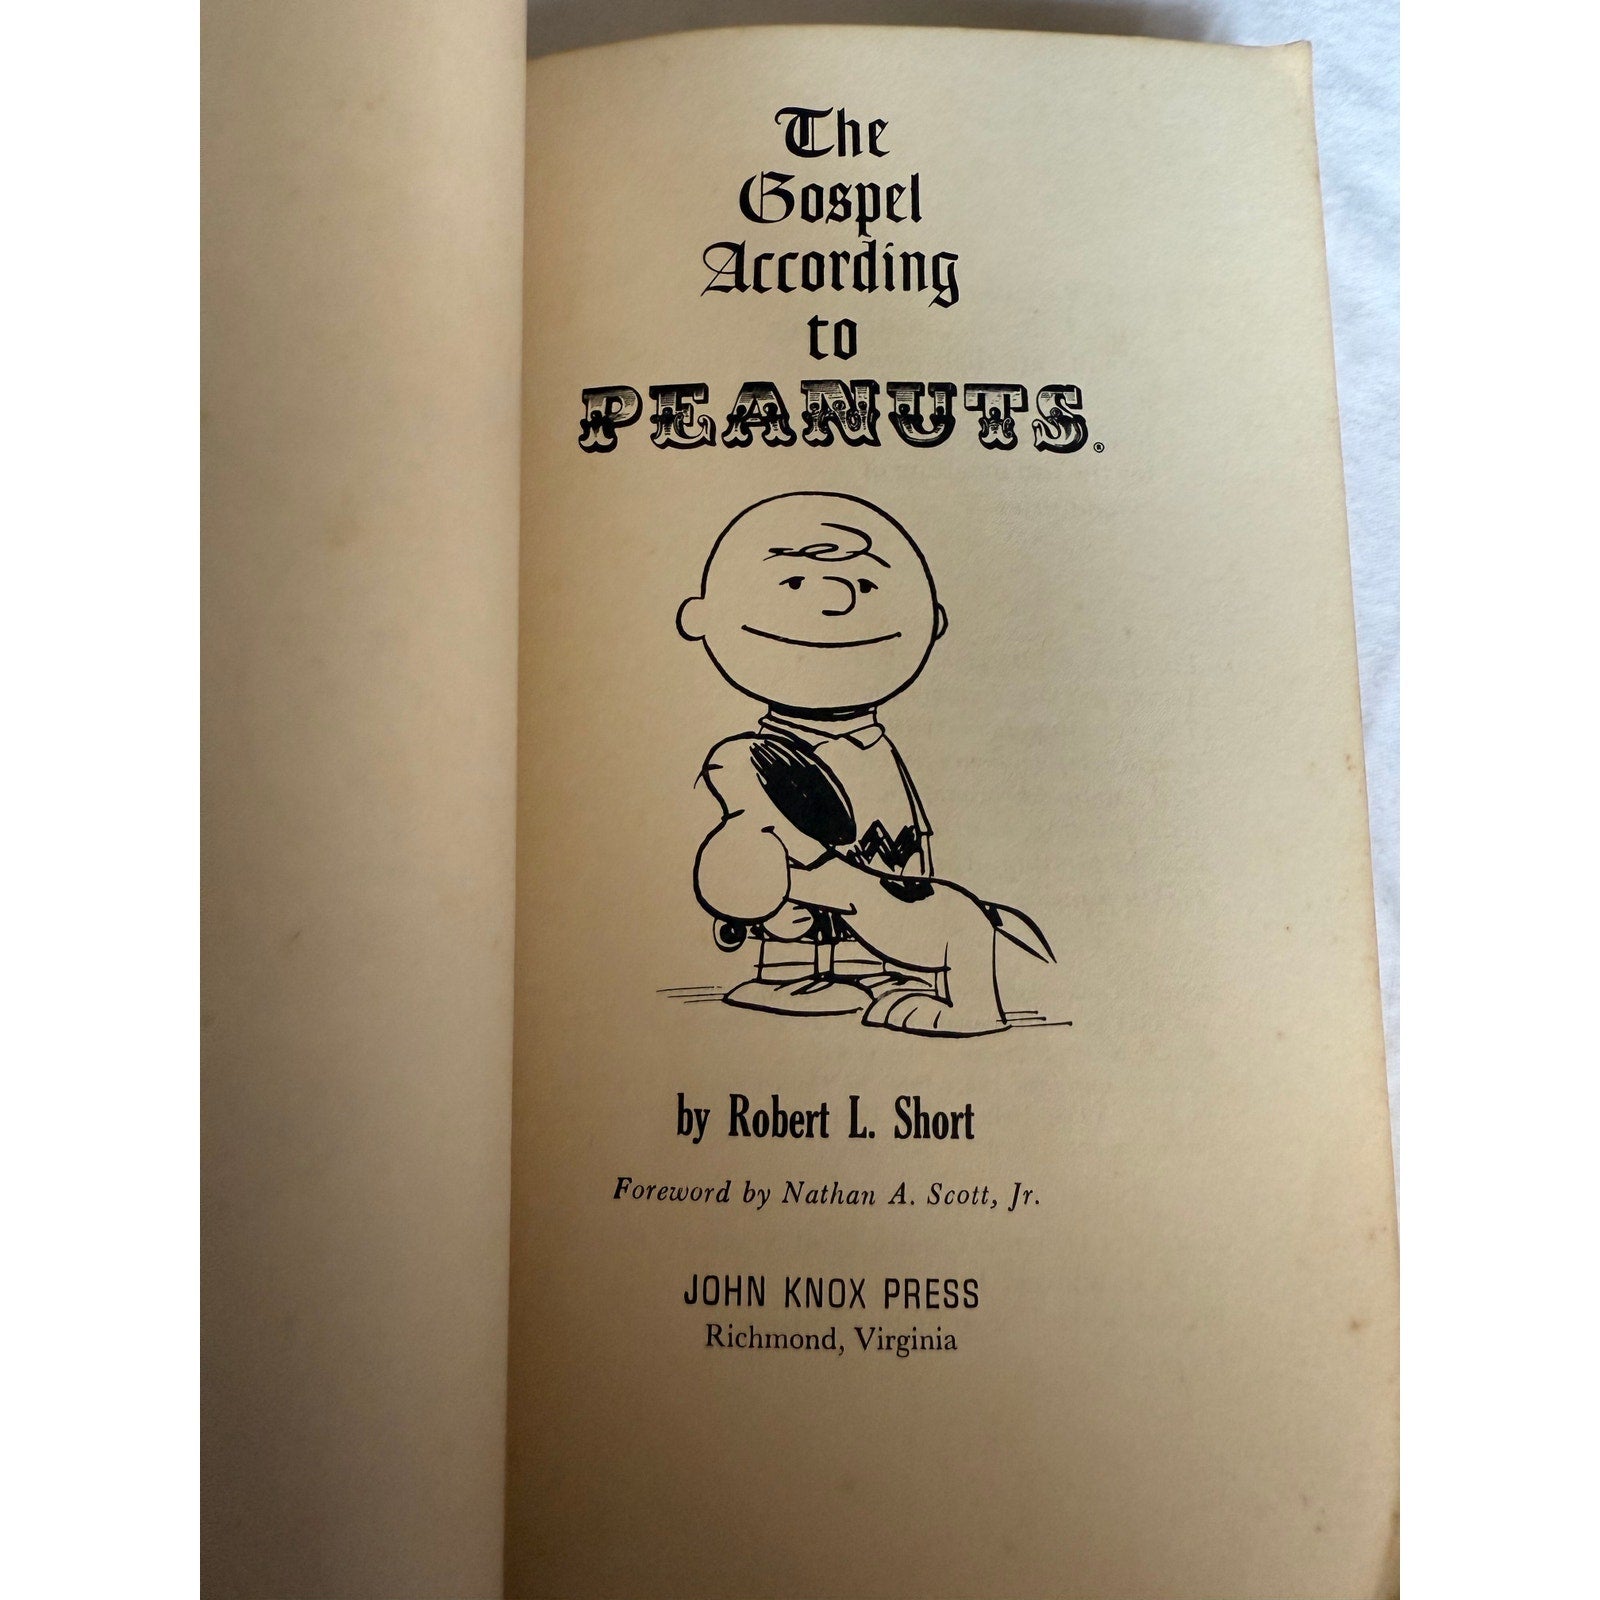 The
Gospel
According
to
PEANUTS®
by Robert L. Short
Foreword by Nathan A. Scott, Jr.
JOHN KNOX PRESS
Richmond, Virginia